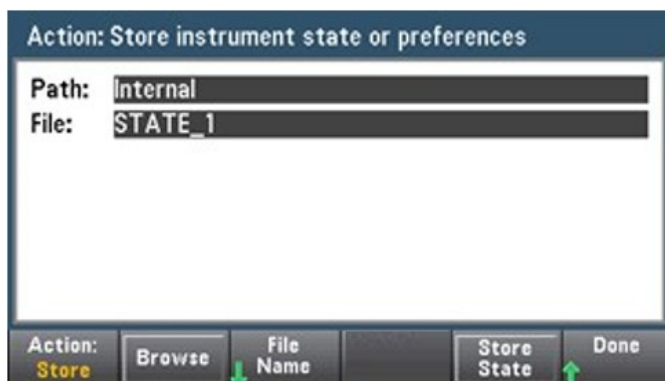 Action: Store instrument state or preferences
Path: Internal
File: STATE_1
Action: Store
Browse
File Name
Store State
Done